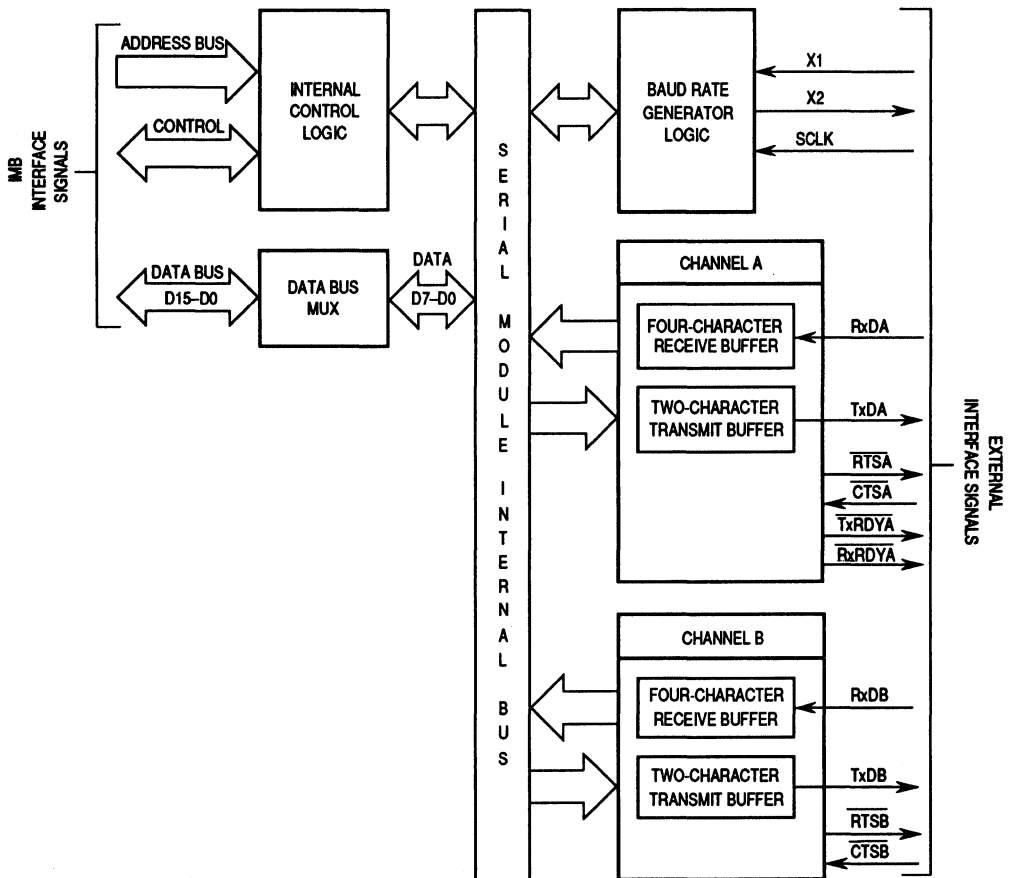 IMB
INTERFACE
SIGNALS
ADDRESS BUS
CONTROL
INTERNAL
CONTROL
LOGIC
DATA BUS
D15–D0
DATA BUS
MUX
DATA
D7–D0
SERIAL MODULE INTERNAL BUS
BAUD RATE
GENERATOR
LOGIC
X1
X2
SCLK
CHANNEL A
FOUR-CHARACTER
RECEIVE BUFFER
RxDA
TWO-CHARACTER
TRANSMIT BUFFER
TxDA
RTSA
CTSA
TxRDYA
RxRDYA
CHANNEL B
FOUR-CHARACTER
RECEIVE BUFFER
RxDB
TWO-CHARACTER
TRANSMIT BUFFER
TxDB
RTSB
CTSB
EXTERNAL
INTERFACE SIGNALS